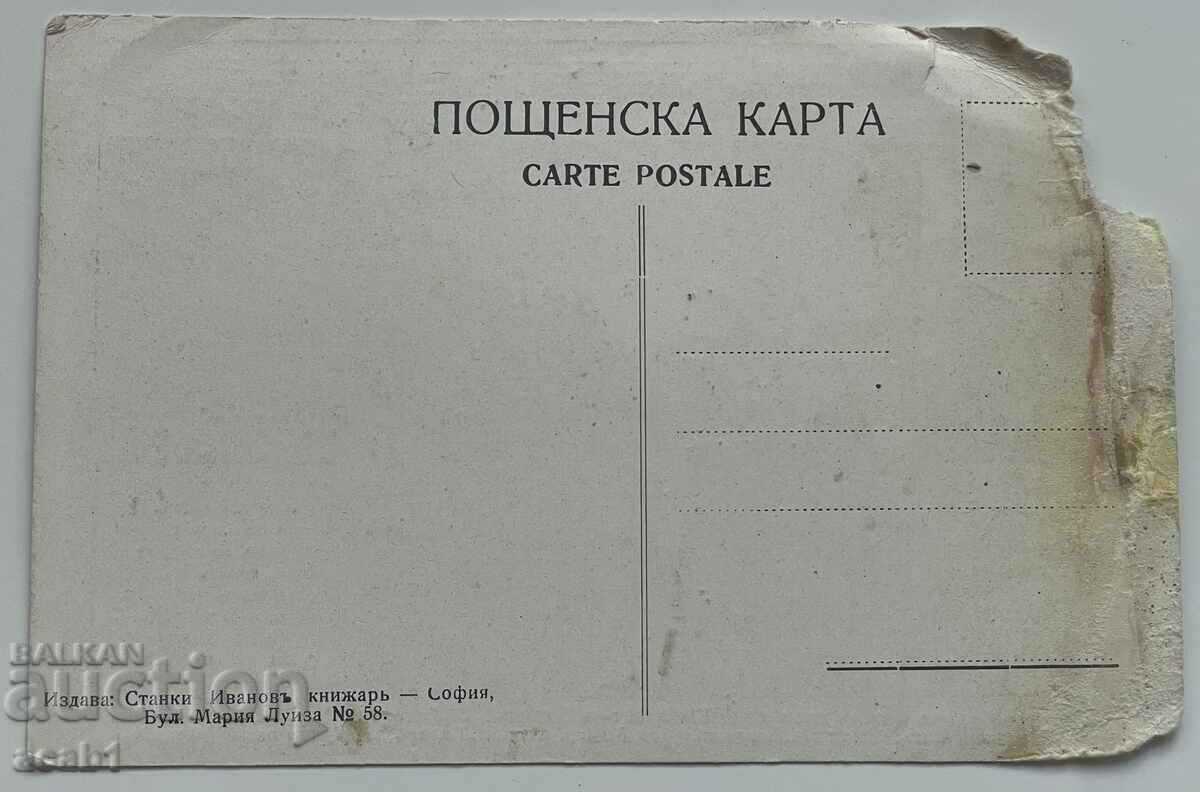 ПОЩЕНСКА КАРТА
CARTE POSTALE
BALKAN
auction
Издава: Станки Ивановъ книжарь — София,
Бул. Мария Луиза № 58.
acab1